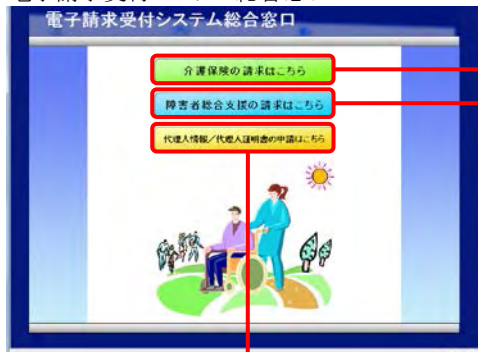 電子請求受付システム総合窓口
介護保険の請求はこちら
障害者総合支援の請求はこちら
代理人情報／代理人証明書の申請はこちら